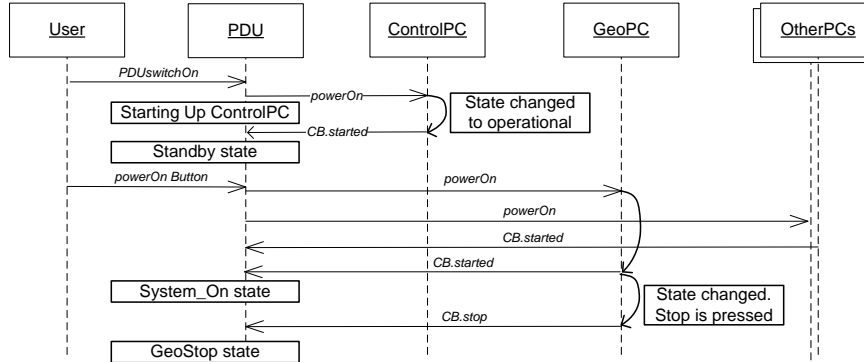 User
PDU
ControlPC
GeoPC
OtherPCs
PDUswitchOn
powerOn
Starting Up ControlPC
State changed
to operational
CB.started
Standby state
powerOn Button
powerOn
powerOn
CB.started
CB.started
System_On state
State changed.
Stop is pressed
CB.stop
GeoStop state